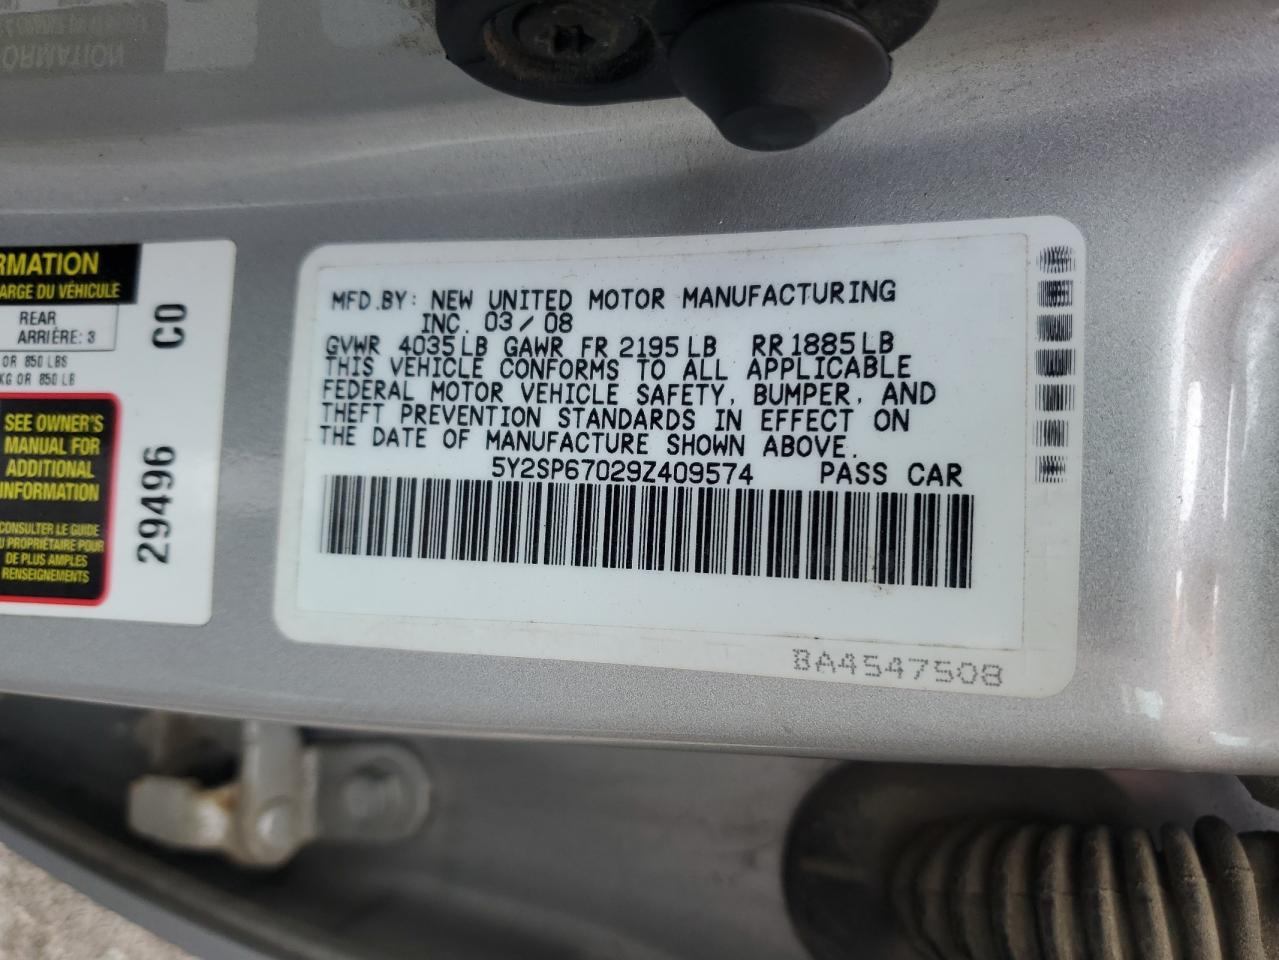 ORMATION
RMATION
ARGE DU VÉHICULE
REAR
ARRIÈRE: 3
OR 850 LBS
KG OR 850 LB
SEE OWNER'S
MANUAL FOR
ADDITIONAL
INFORMATION
CONSULTER LE GUIDE
U PROPRIÉTAIRE POUR
DE PLUS AMPLES
RENSEIGNEMENTS
29496 C0
MFD.BY: NEW UNITED MOTOR MANUFACTURING
INC. 03/08
GVWR 4035LB GAWR FR 2195LB RR 1885LB
THIS VEHICLE CONFORMS TO ALL APPLICABLE
FEDERAL MOTOR VEHICLE SAFETY, BUMPER, AND
THEFT PREVENTION STANDARDS IN EFFECT ON
THE DATE OF MANUFACTURE SHOWN ABOVE.
5Y2SP67029Z409574 PASS CAR
BA4547508